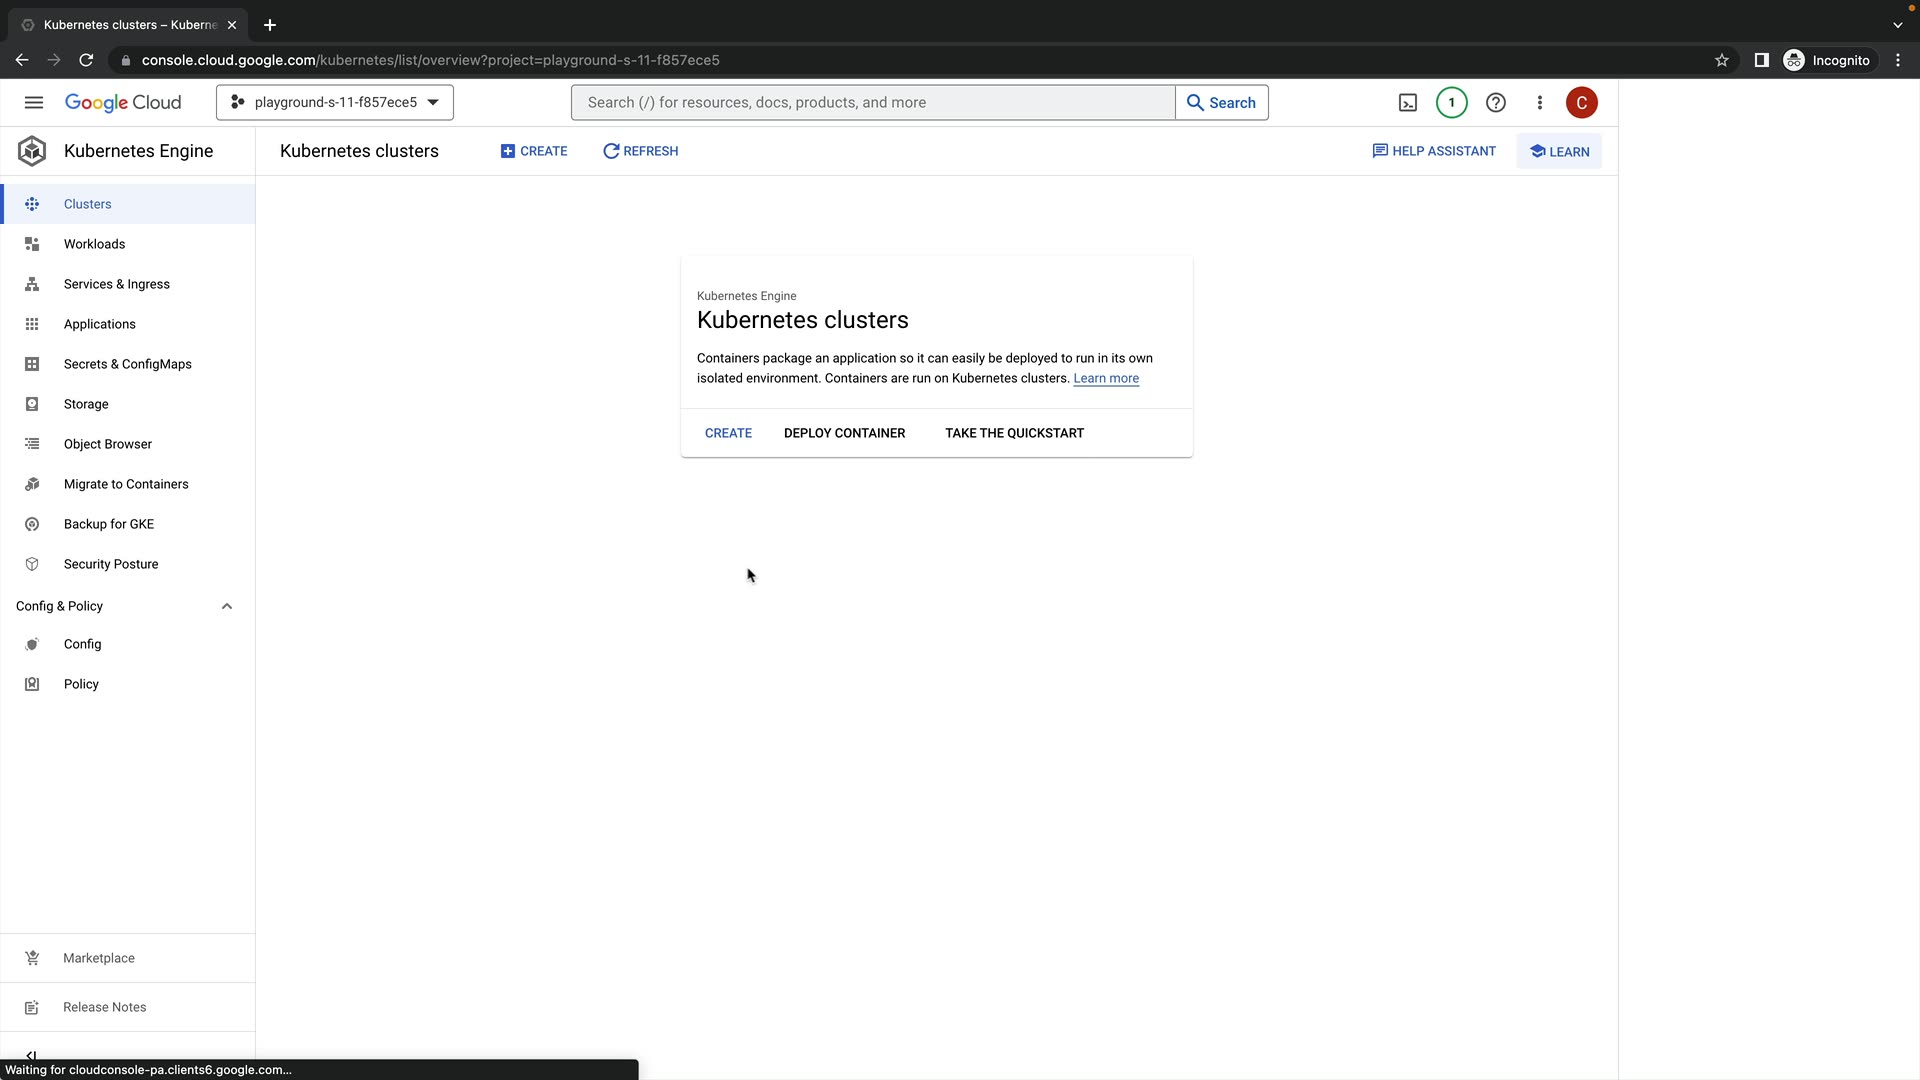 Kubernetes clusters – Kuberne
console.cloud.google.com/kubernetes/list/overview?project=playground-s-11-f857ece5
Incognito
Google Cloud
playground-s-11-f857ece5
Search (/) for resources, docs, products, and more
Search
1
C
Kubernetes Engine
Kubernetes clusters
CREATE
REFRESH
HELP ASSISTANT
LEARN
Clusters
Workloads
Services & Ingress
Applications
Secrets & ConfigMaps
Storage
Object Browser
Migrate to Containers
Backup for GKE
Security Posture
Config & Policy
Config
Policy
Marketplace
Release Notes
Kubernetes Engine
Kubernetes clusters
Containers package an application so it can easily be deployed to run in its own
isolated environment. Containers are run on Kubernetes clusters. Learn more
CREATE
DEPLOY CONTAINER
TAKE THE QUICKSTART
Waiting for cloudconsole-pa.clients6.google.com...